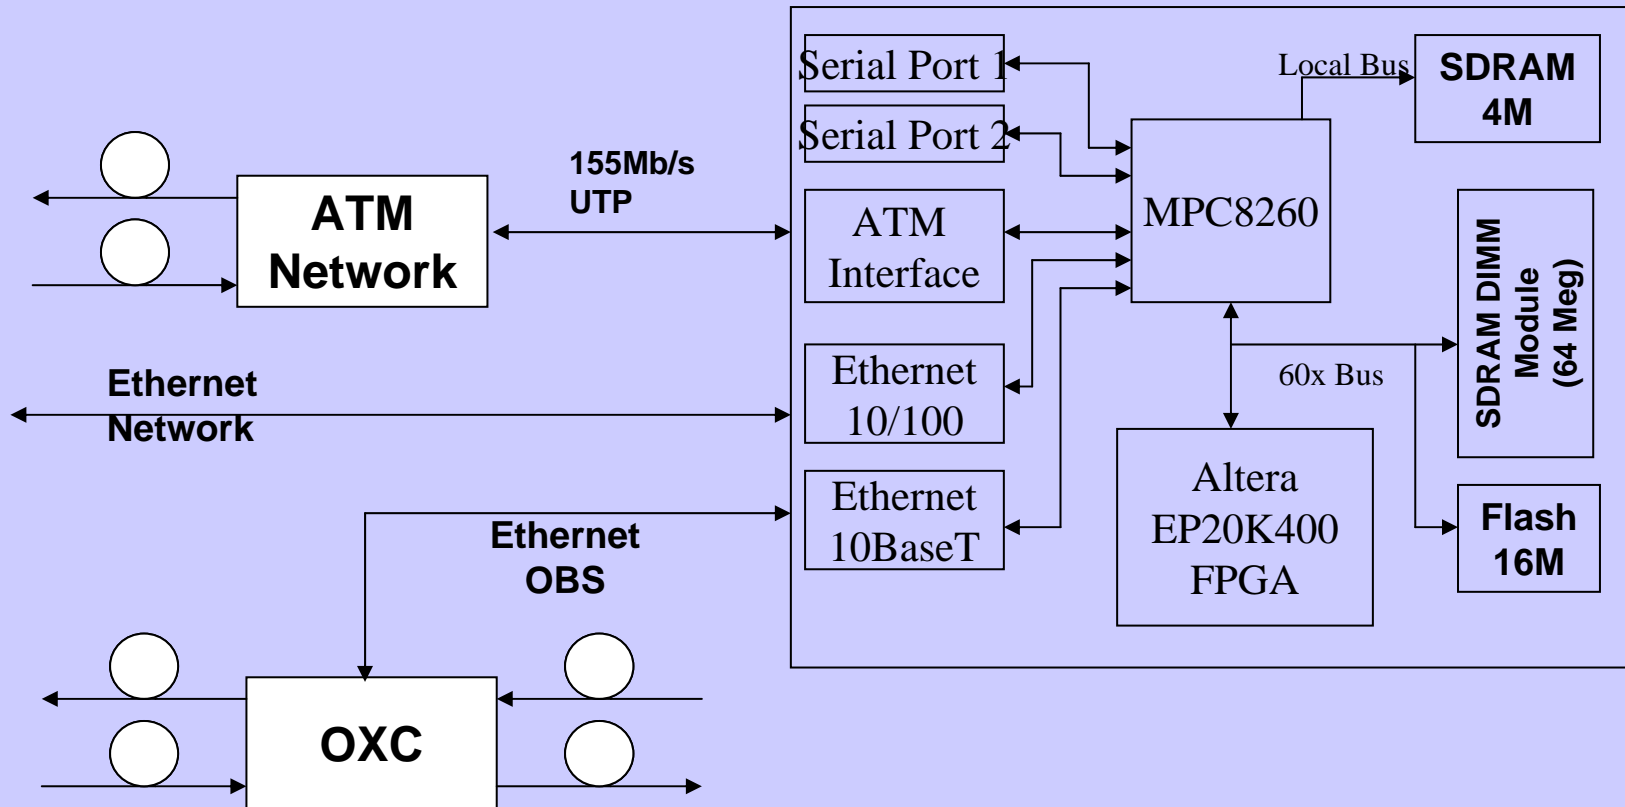 Serial Port 1
Serial Port 2
155Mb/s
UTP
ATM
Network
ATM
Interface
Ethernet
Network
Ethernet
10/100
Ethernet
10BaseT
Ethernet
OBS
OXC
MPC8260
Local Bus
SDRAM
4M
60x Bus
SDRAM DIMM
Module
(64 Meg)
Altera
EP20K400
FPGA
Flash
16M